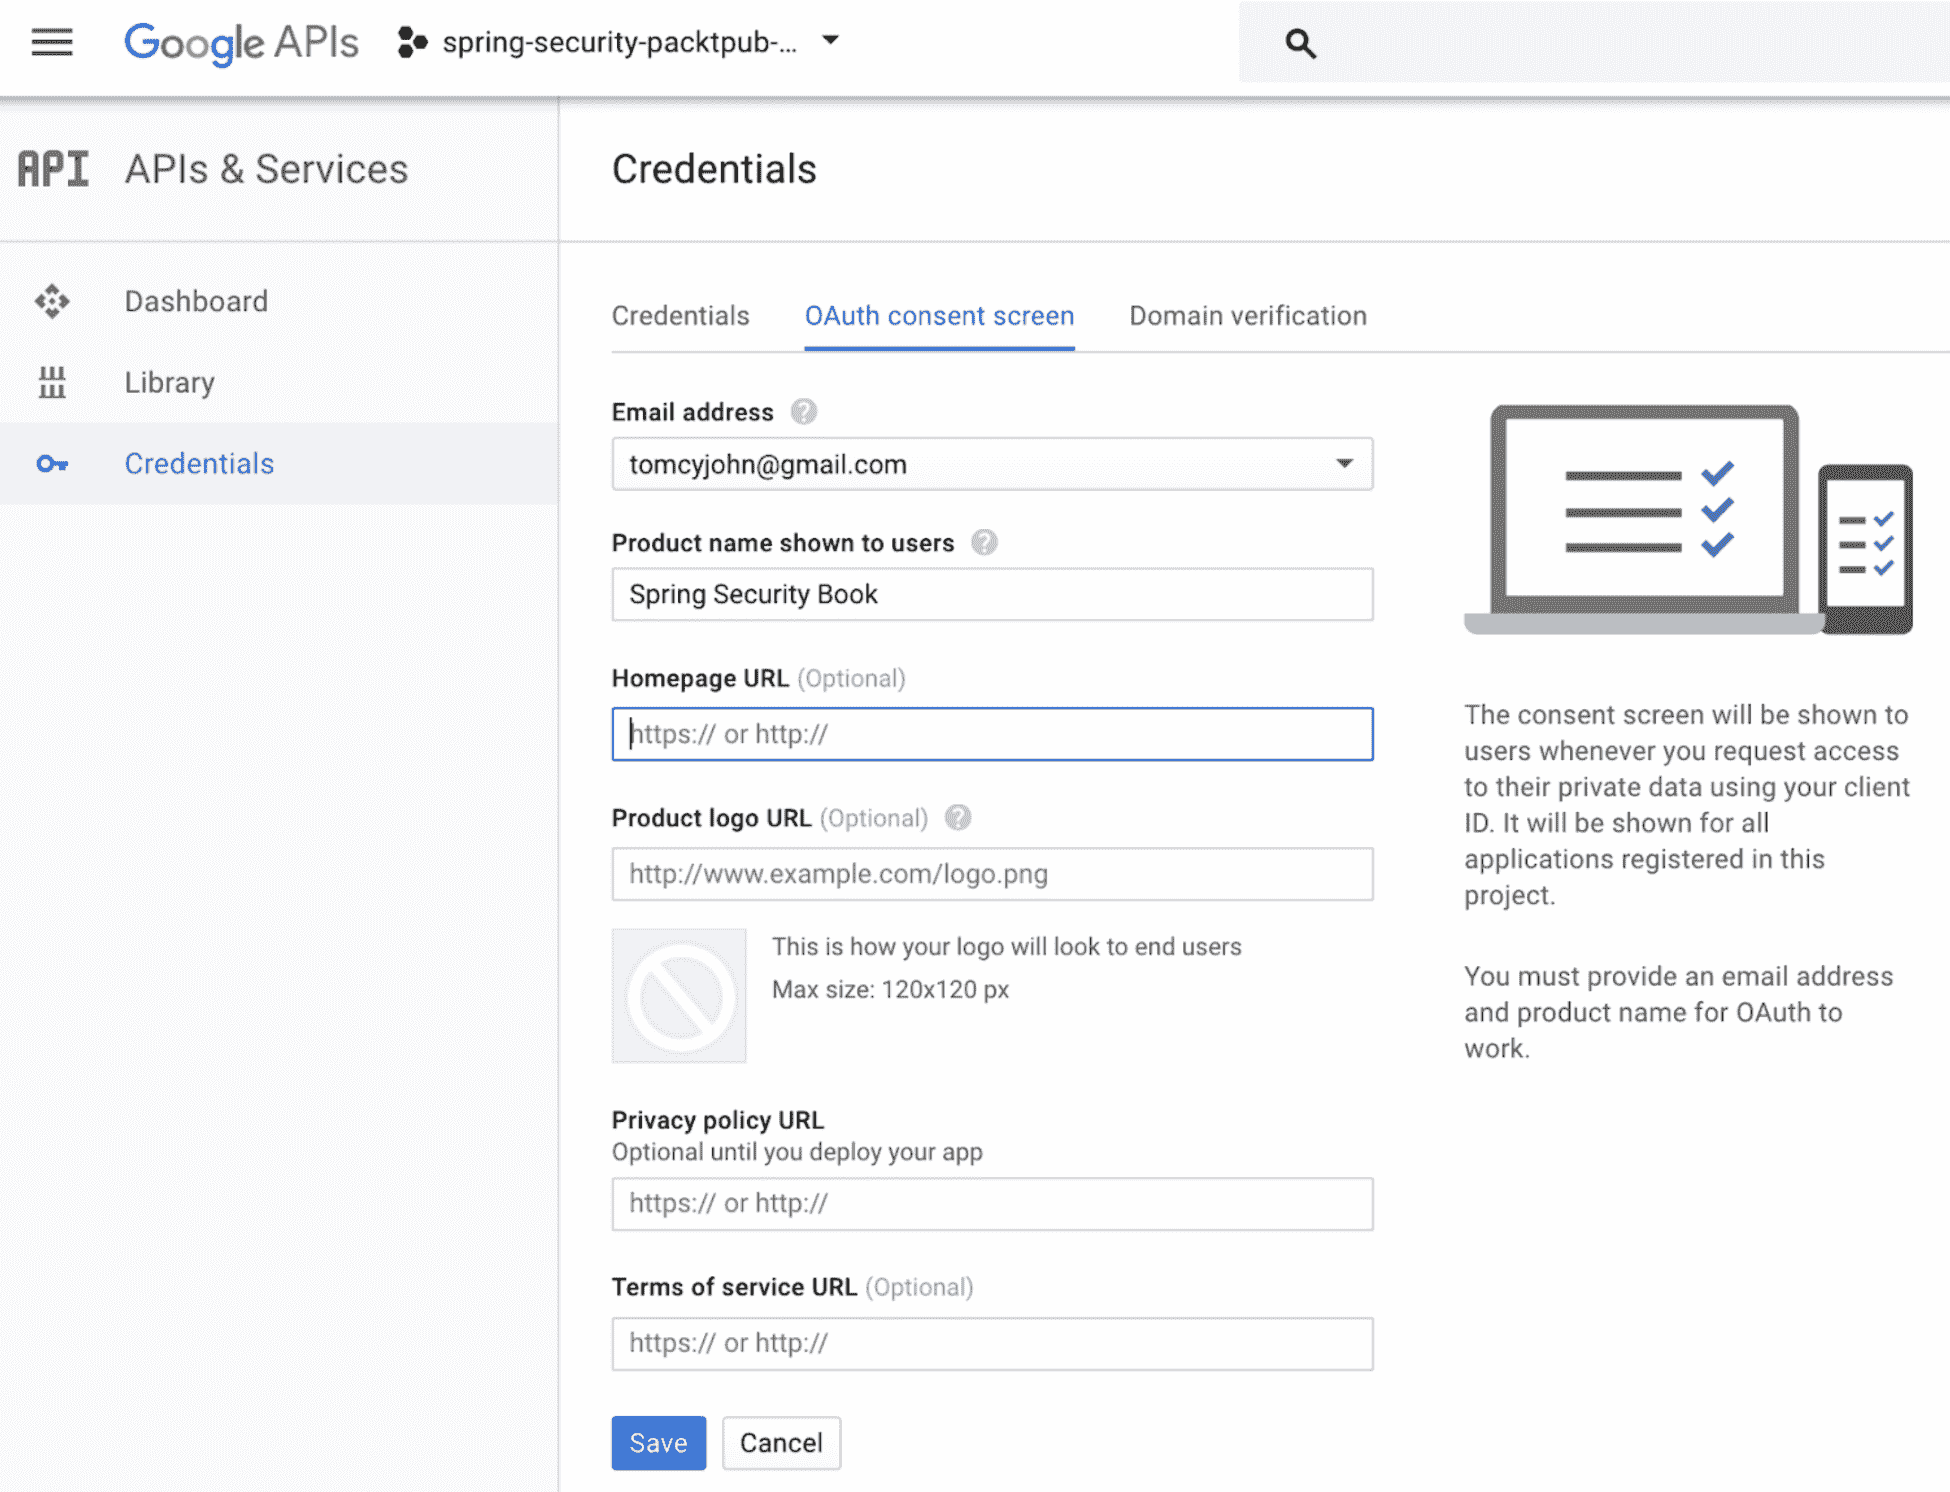 Google APIs
spring-security-packtpub-...
API APIs & Services
Dashboard
Library
Credentials
Credentials
Credentials
OAuth consent screen
Domain verification
Email address ?
tomcyjohn@gmail.com
Product name shown to users ?
Spring Security Book
Homepage URL (Optional)
https:// or http://
Product logo URL (Optional) ?
http://www.example.com/logo.png
This is how your logo will look to end users
Max size: 120x120 px
Privacy policy URL
Optional until you deploy your app
https:// or http://
Terms of service URL (Optional)
https:// or http://
Save
Cancel
The consent screen will be shown to
users whenever you request access
to their private data using your client
ID. It will be shown for all
applications registered in this
project.
You must provide an email address
and product name for OAuth to
work.